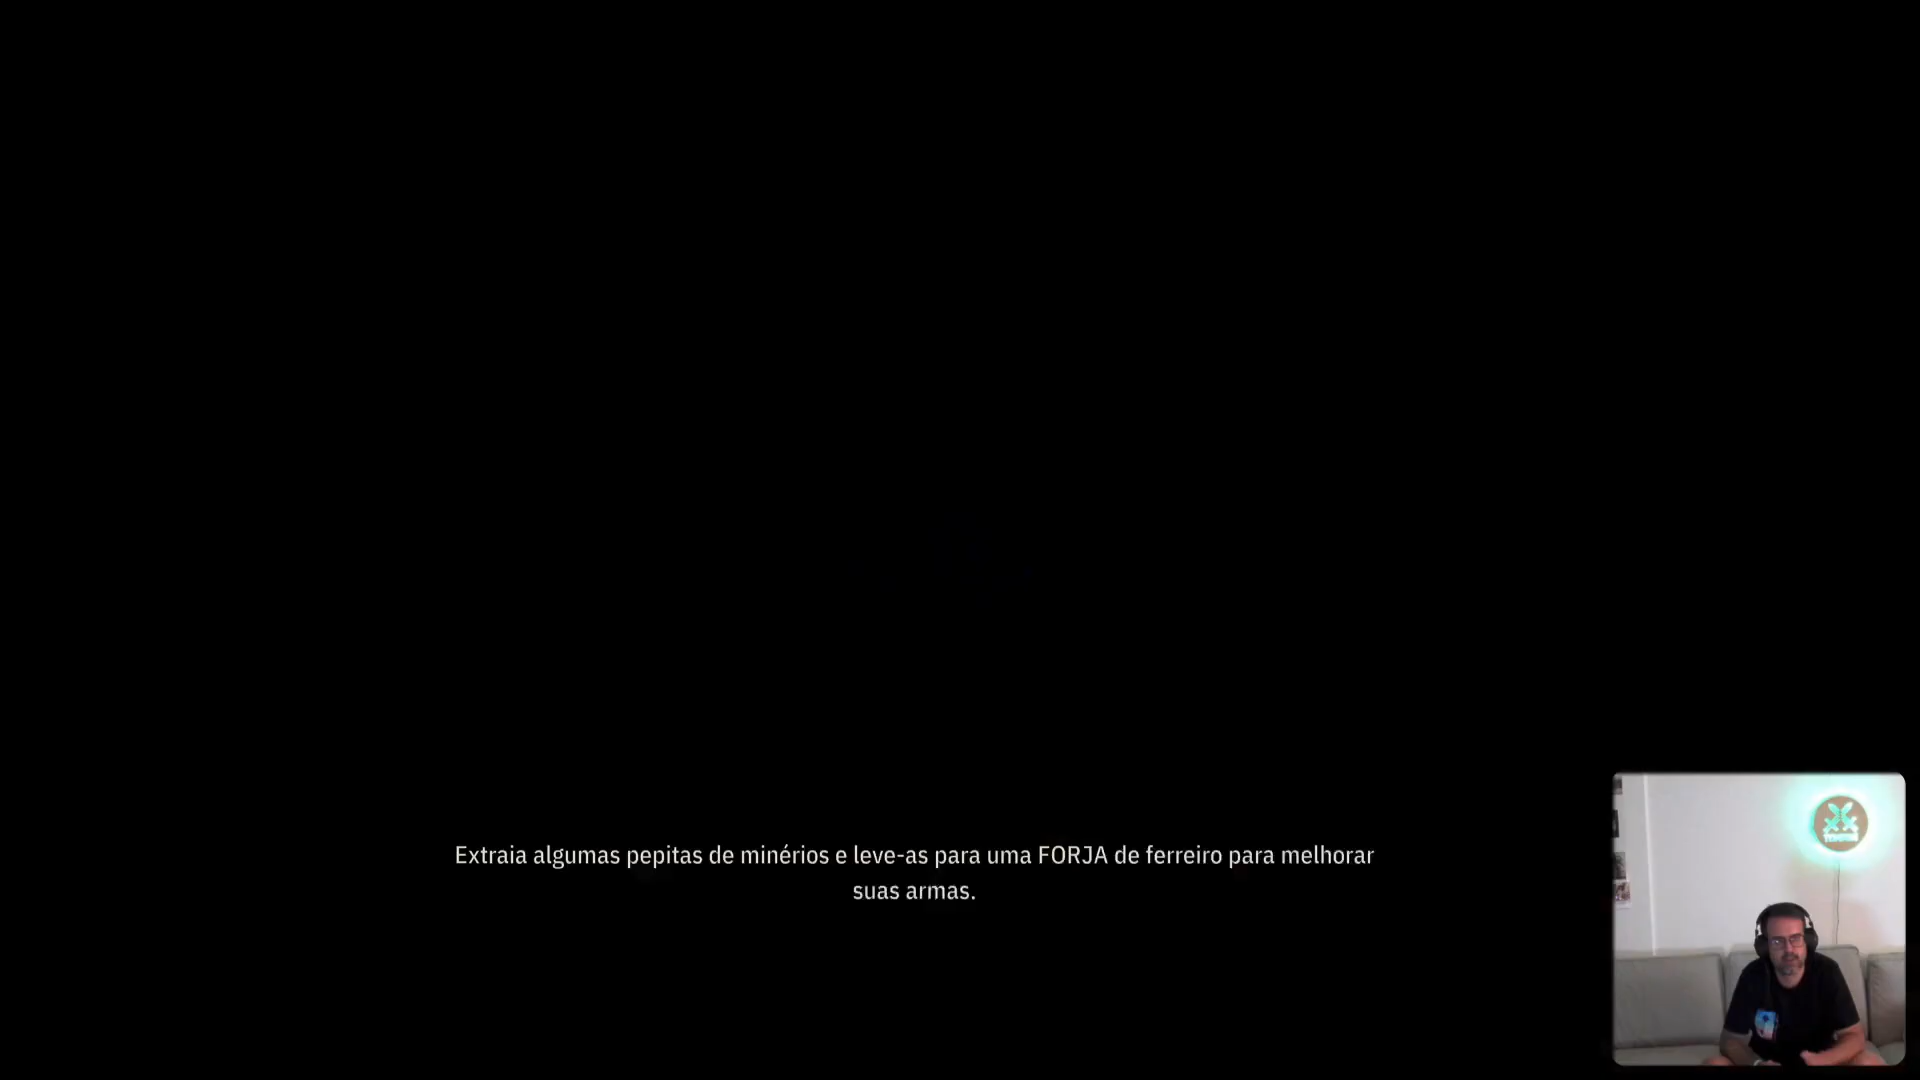 Extraia algumas pepitas de minérios e leve-as para uma FORJA de ferreiro para melhorar
suas armas.